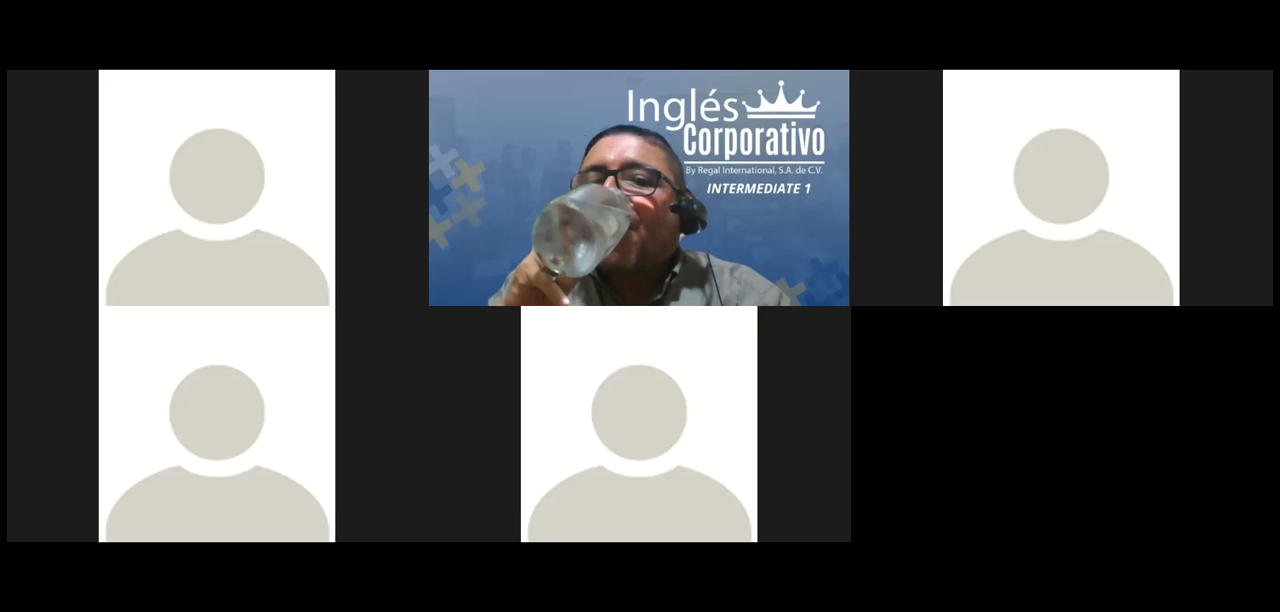 Inglés
Corporativo
By Regal International, S.A. de C.V.
INTERMEDIATE 1